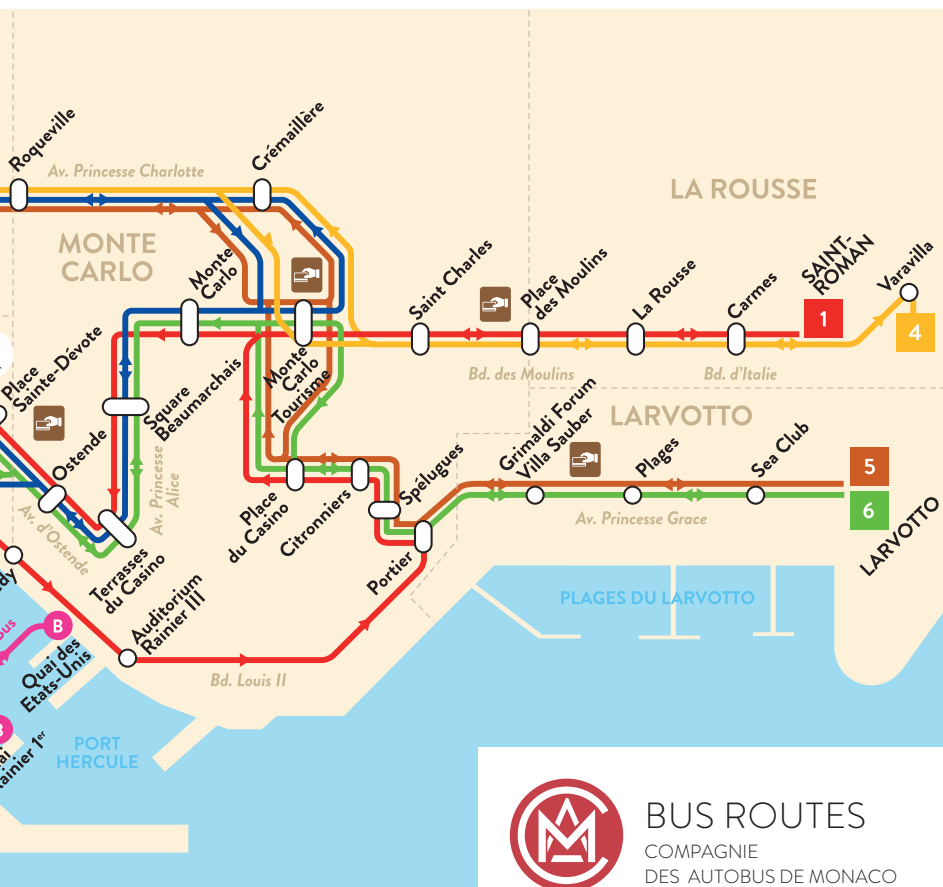 Roqueville
Av. Princesse Charlotte
Crémaillère
LA ROUSSE
MONTE
CARLO
Monte
Carlo
Saint Charles
Place
des Moulins
La Rousse
Carmes
SAINT-
ROMAN
Varavilla
1
4
Place
Sainte-Dévote
Square
Beaumarchais
Monte
Carlo
Tourisme
Bd. des Moulins
Bd. d'Italie
LARVOTTO
Ostende
Av. Princesse
Alice
Av. d'Ostende
Terrasses
du Casino
Place
du Casino
Citronniers
Spélugues
Grimaldi Forum
Villa Sauber
Plages
Sea Club
5
6
LARVOTTO
Av. Princesse Grace
Portier
Auditorium
Rainier III
PLAGES DU LARVOTTO
B
Quai des
Etats-Unis
Bd. Louis II
PORT
HERCULE
BUS ROUTES
COMPAGNIE
DES AUTOBUS DE MONACO